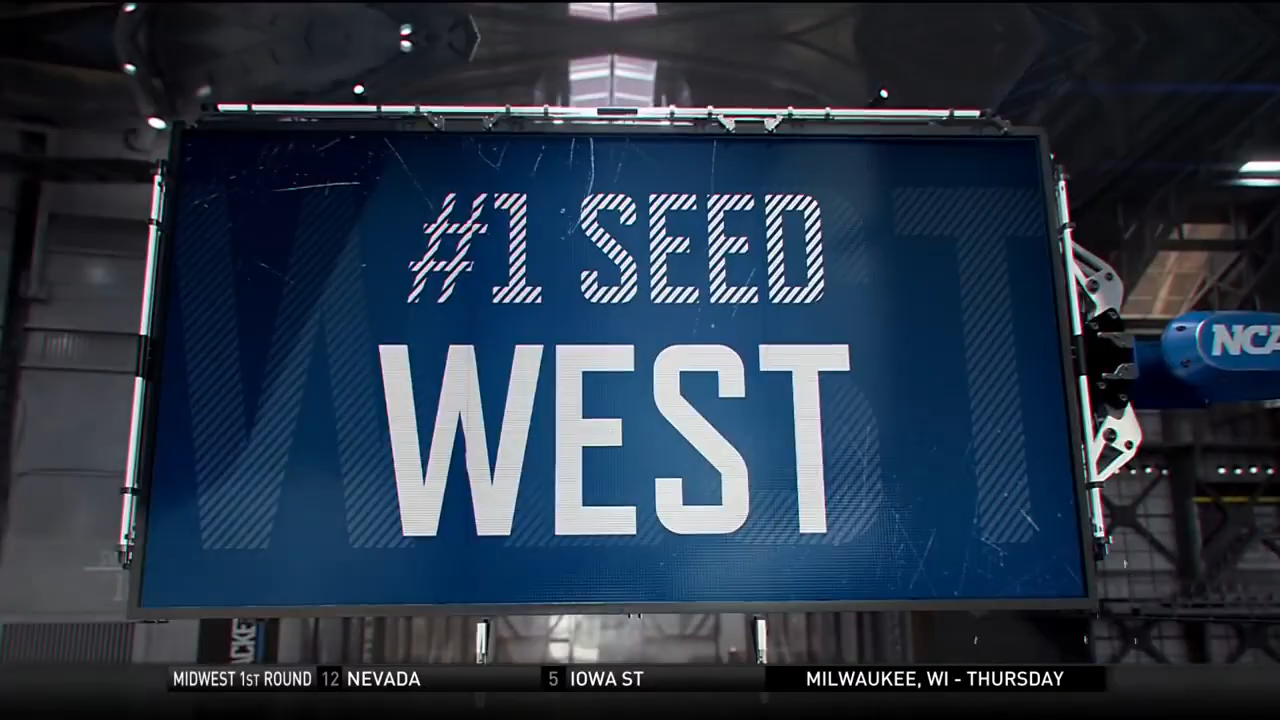 #1 SEED
WEST
NCA
MIDWEST 1ST ROUND 12 NEVADA 5 IOWA ST MILWAUKEE, WI - THURSDAY